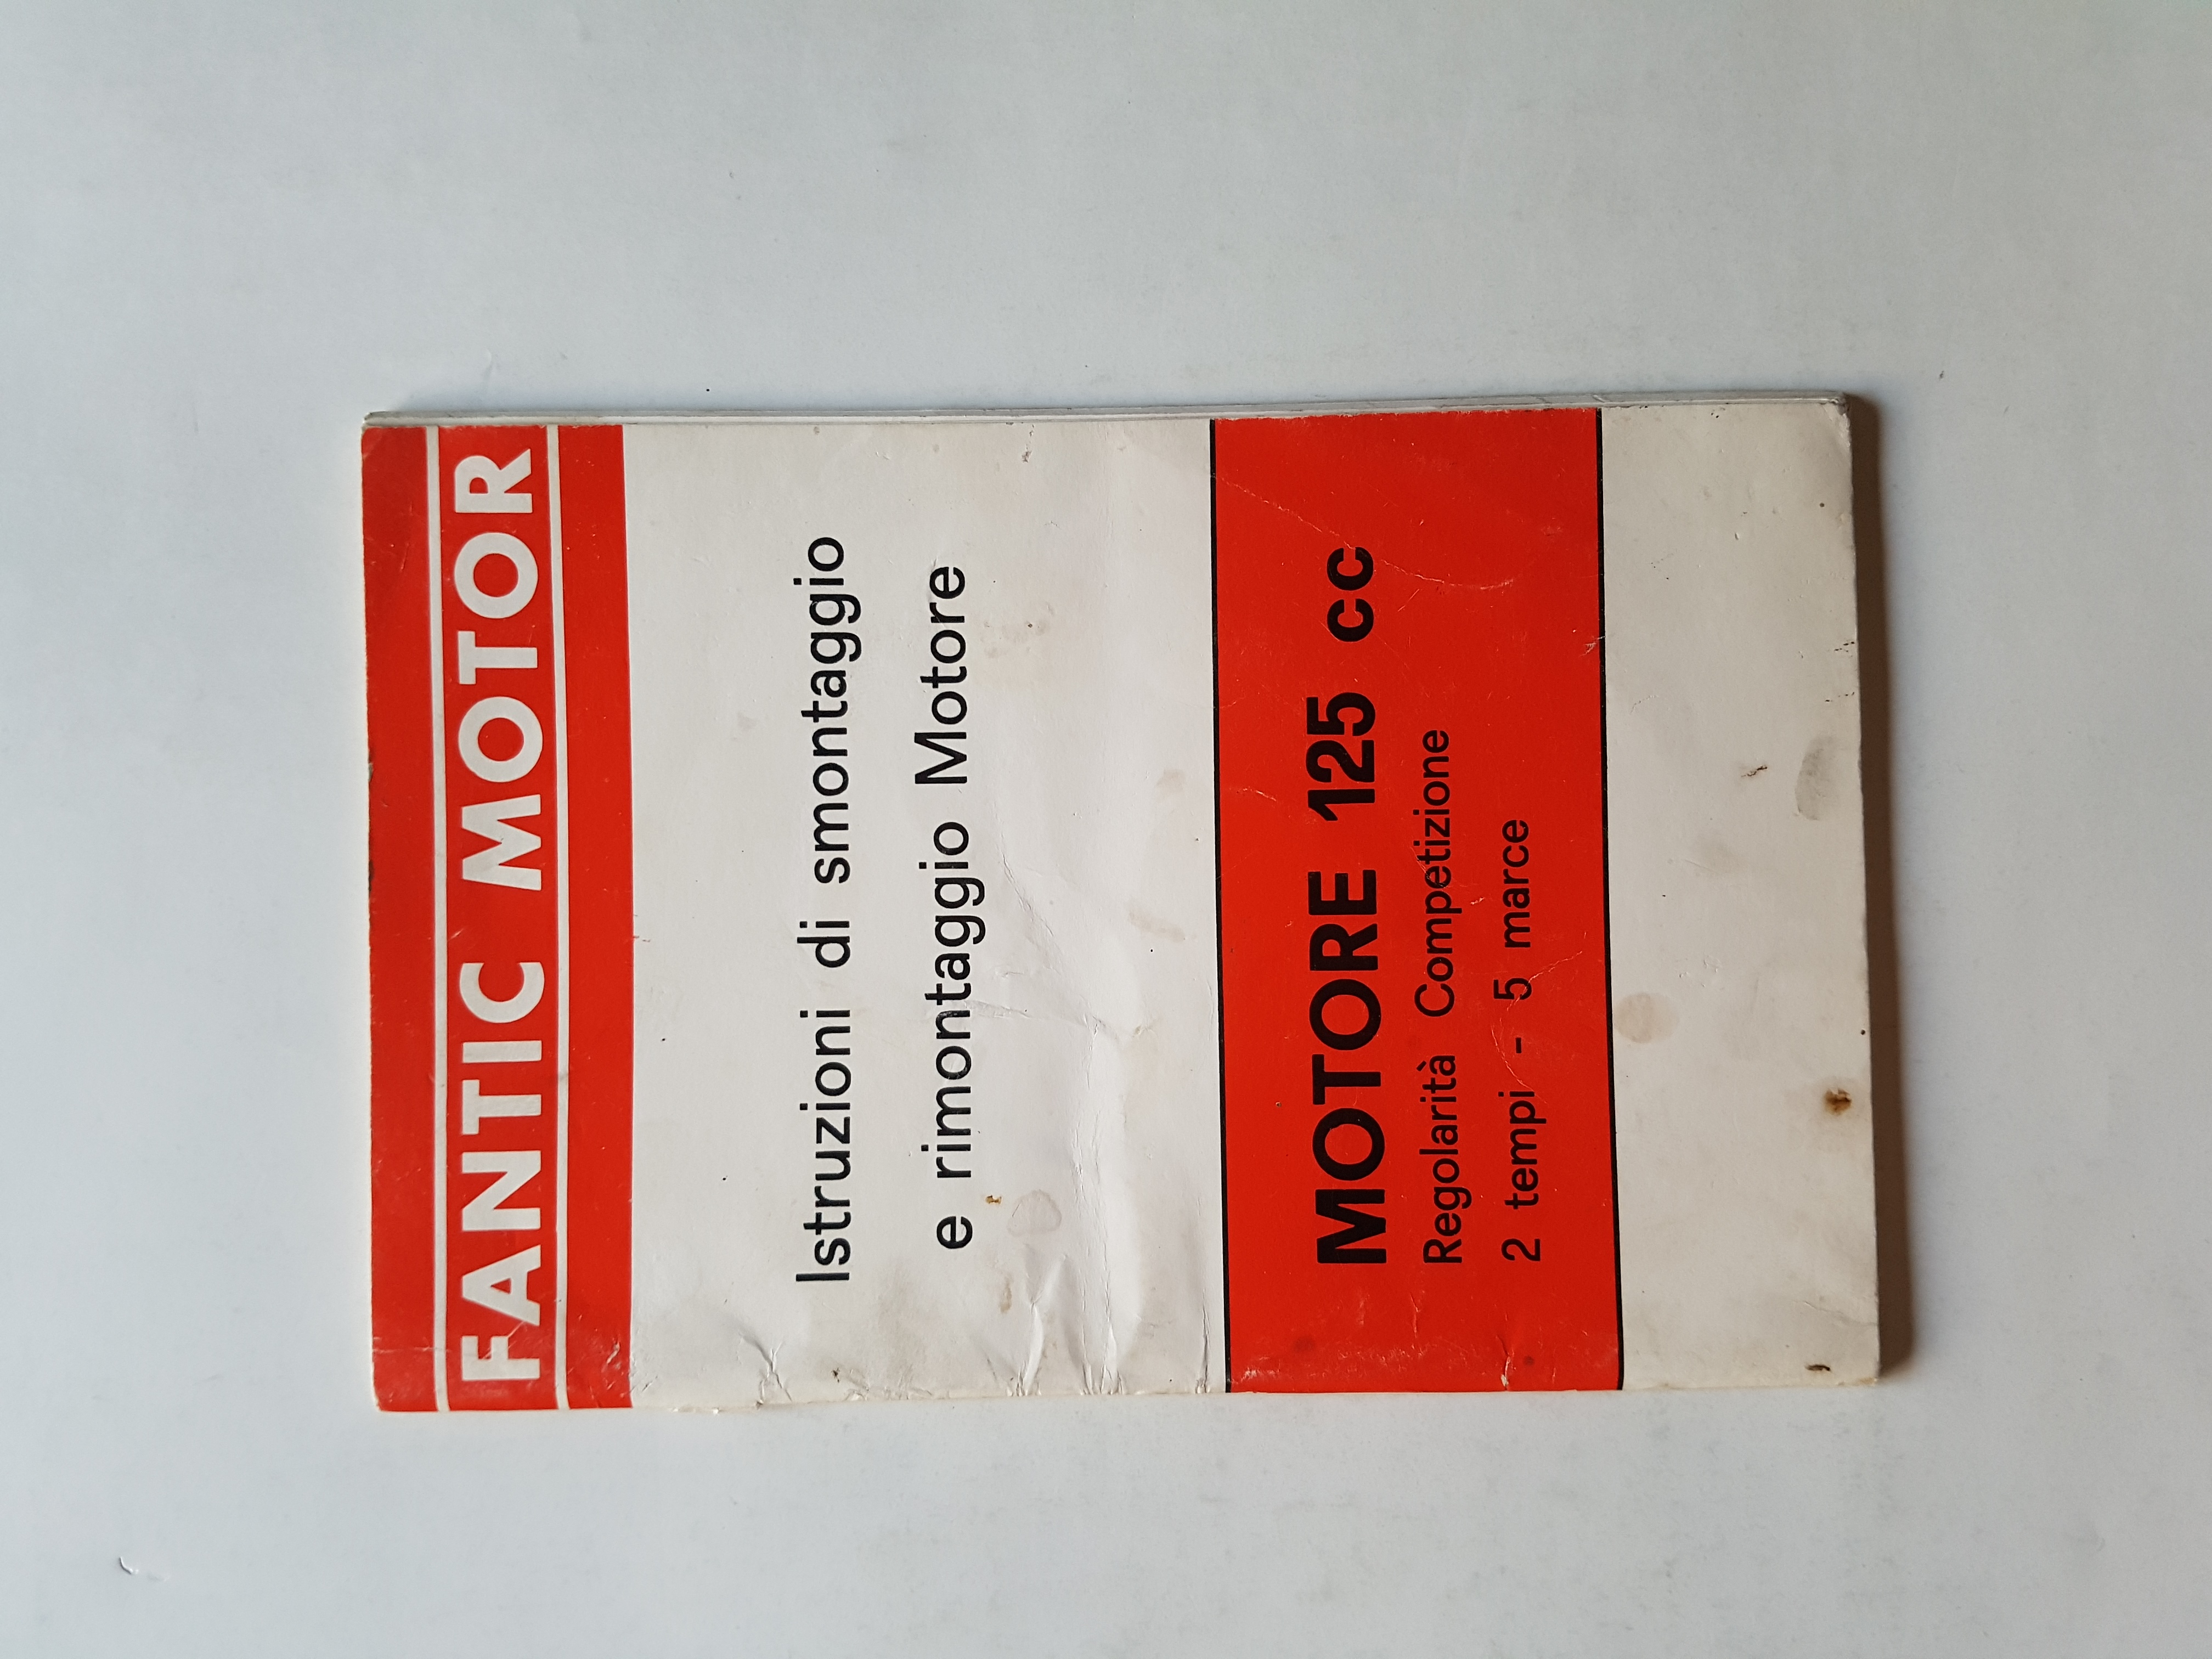 FANTIC MOTOR
Istruzioni di smontaggio
e rimontaggio Motore
MOTORE 125 cc
Regolarità Competizione
2 tempi - 5 marce